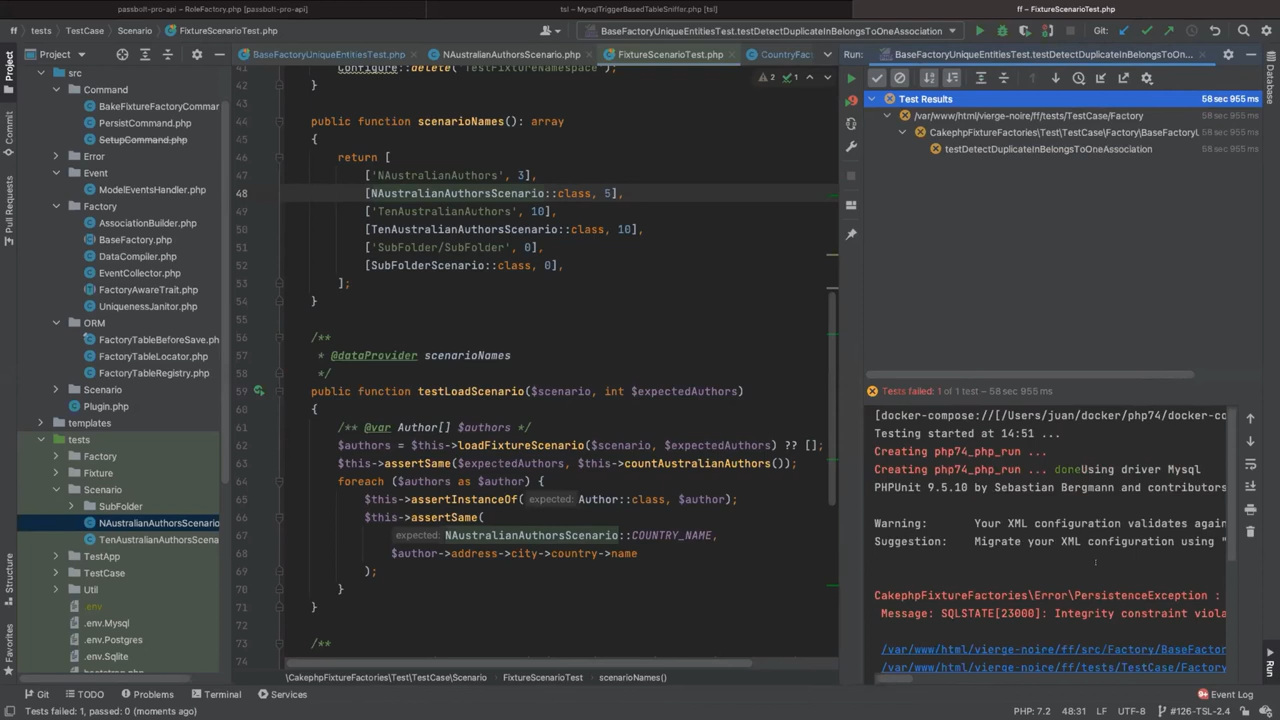 passbolt-pro-api – RoleFactory.php [passbolt-pro-api]
tsl – MysqlTriggerBasedTableSniffer.php [tsl]
ff – FixtureScenarioTest.php
ff
tests
TestCase
Scenario
FixtureScenarioTest.php
BaseFactoryUniqueEntitiesTest.testDetectDuplicateInBelongsToOneAssociation
Git:
Project
BaseFactoryUniqueEntitiesTest.php
NAustralianAuthorsScenario.php
FixtureScenarioTest.php
CountryFac
Run:
BaseFactoryUniqueEntitiesTest.testDetectDuplicateInBelongsToOne...
Project
Commit
Pull Requests
Structure
Favorites
src
Command
BakeFixtureFactoryCommar
PersistCommand.php
SetupCommand.php
Error
Event
ModelEventsHandler.php
Factory
AssociationBuilder.php
BaseFactory.php
DataCompiler.php
EventCollector.php
FactoryAwareTrait.php
UniquenessJanitor.php
ORM
FactoryTableBeforeSave.ph
FactoryTableLocator.php
FactoryTableRegistry.php
Scenario
Plugin.php
templates
tests
Factory
Fixture
Scenario
SubFolder
NAustralianAuthorsScenario
TenAustralianAuthorsScena
TestApp
TestCase
Util
.env
.env.Mysql
.env.Postgres
.env.Sqlite
bootstrap.php
41 Configure::delete('TestFixtureNamespace');
42 }
43
44 public function scenarioNames(): array
45 {
46 return [
47 ['NAustralianAuthors', 3],
48 [NAustralianAuthorsScenario::class, 5],
49 ['TenAustralianAuthors', 10],
50 [TenAustralianAuthorsScenario::class, 10],
51 ['SubFolder/SubFolder', 0],
52 [SubFolderScenario::class, 0],
53 ];
54 }
55
56 /**
57 * @dataProvider scenarioNames
58 */
59 public function testLoadScenario($scenario, int $expectedAuthors)
60 {
61 /** @var Author[] $authors */
62 $authors = $this->loadFixtureScenario($scenario, $expectedAuthors) ?? [];
63 $this->assertSame($expectedAuthors, $this->countAustralianAuthors());
64 foreach ($authors as $author) {
65 $this->assertInstanceOf( expected: Author::class, $author);
66 $this->assertSame(
67 expected: NAustralianAuthorsScenario::COUNTRY_NAME,
68 $author->address->city->country->name
69 );
70 }
71 }
72
73 /**
74
2 1
\CakephpFixtureFactories\Test\TestCase\Scenario
FixtureScenarioTest
scenarioNames()
Test Results
58 sec 955 ms
/var/www/html/vierge-noire/ff/tests/TestCase/Factory
58 sec 955 ms
CakephpFixtureFactories\Test\TestCase\Factory\BaseFactoryL
58 sec 955 ms
testDetectDuplicateInBelongsToOneAssociation
58 sec 955 ms
Tests failed: 1 of 1 test – 58 sec 955 ms
[docker-compose://[/Users/juan/docker/php74/docker-co
Testing started at 14:51 ...
Creating php74_php_run ...
Creating php74_php_run ... doneUsing driver Mysql
PHPUnit 9.5.10 by Sebastian Bergmann and contributors
Warning: Your XML configuration validates again
Suggestion: Migrate your XML configuration using "
CakephpFixtureFactories\Error\PersistenceException :
Message: SQLSTATE[23000]: Integrity constraint viola
/var/www/html/vierge-noire/ff/src/Factory/BaseFactor
/var/www/html/vierge-noire/ff/tests/TestCase/Factory
Database
Run
Git
TODO
Problems
Terminal
Services
9+ Event Log
Tests failed: 1, passed: 0 (moments ago)
PHP: 7.2
48:31
LF
UTF-8
#126-TSL-2.4